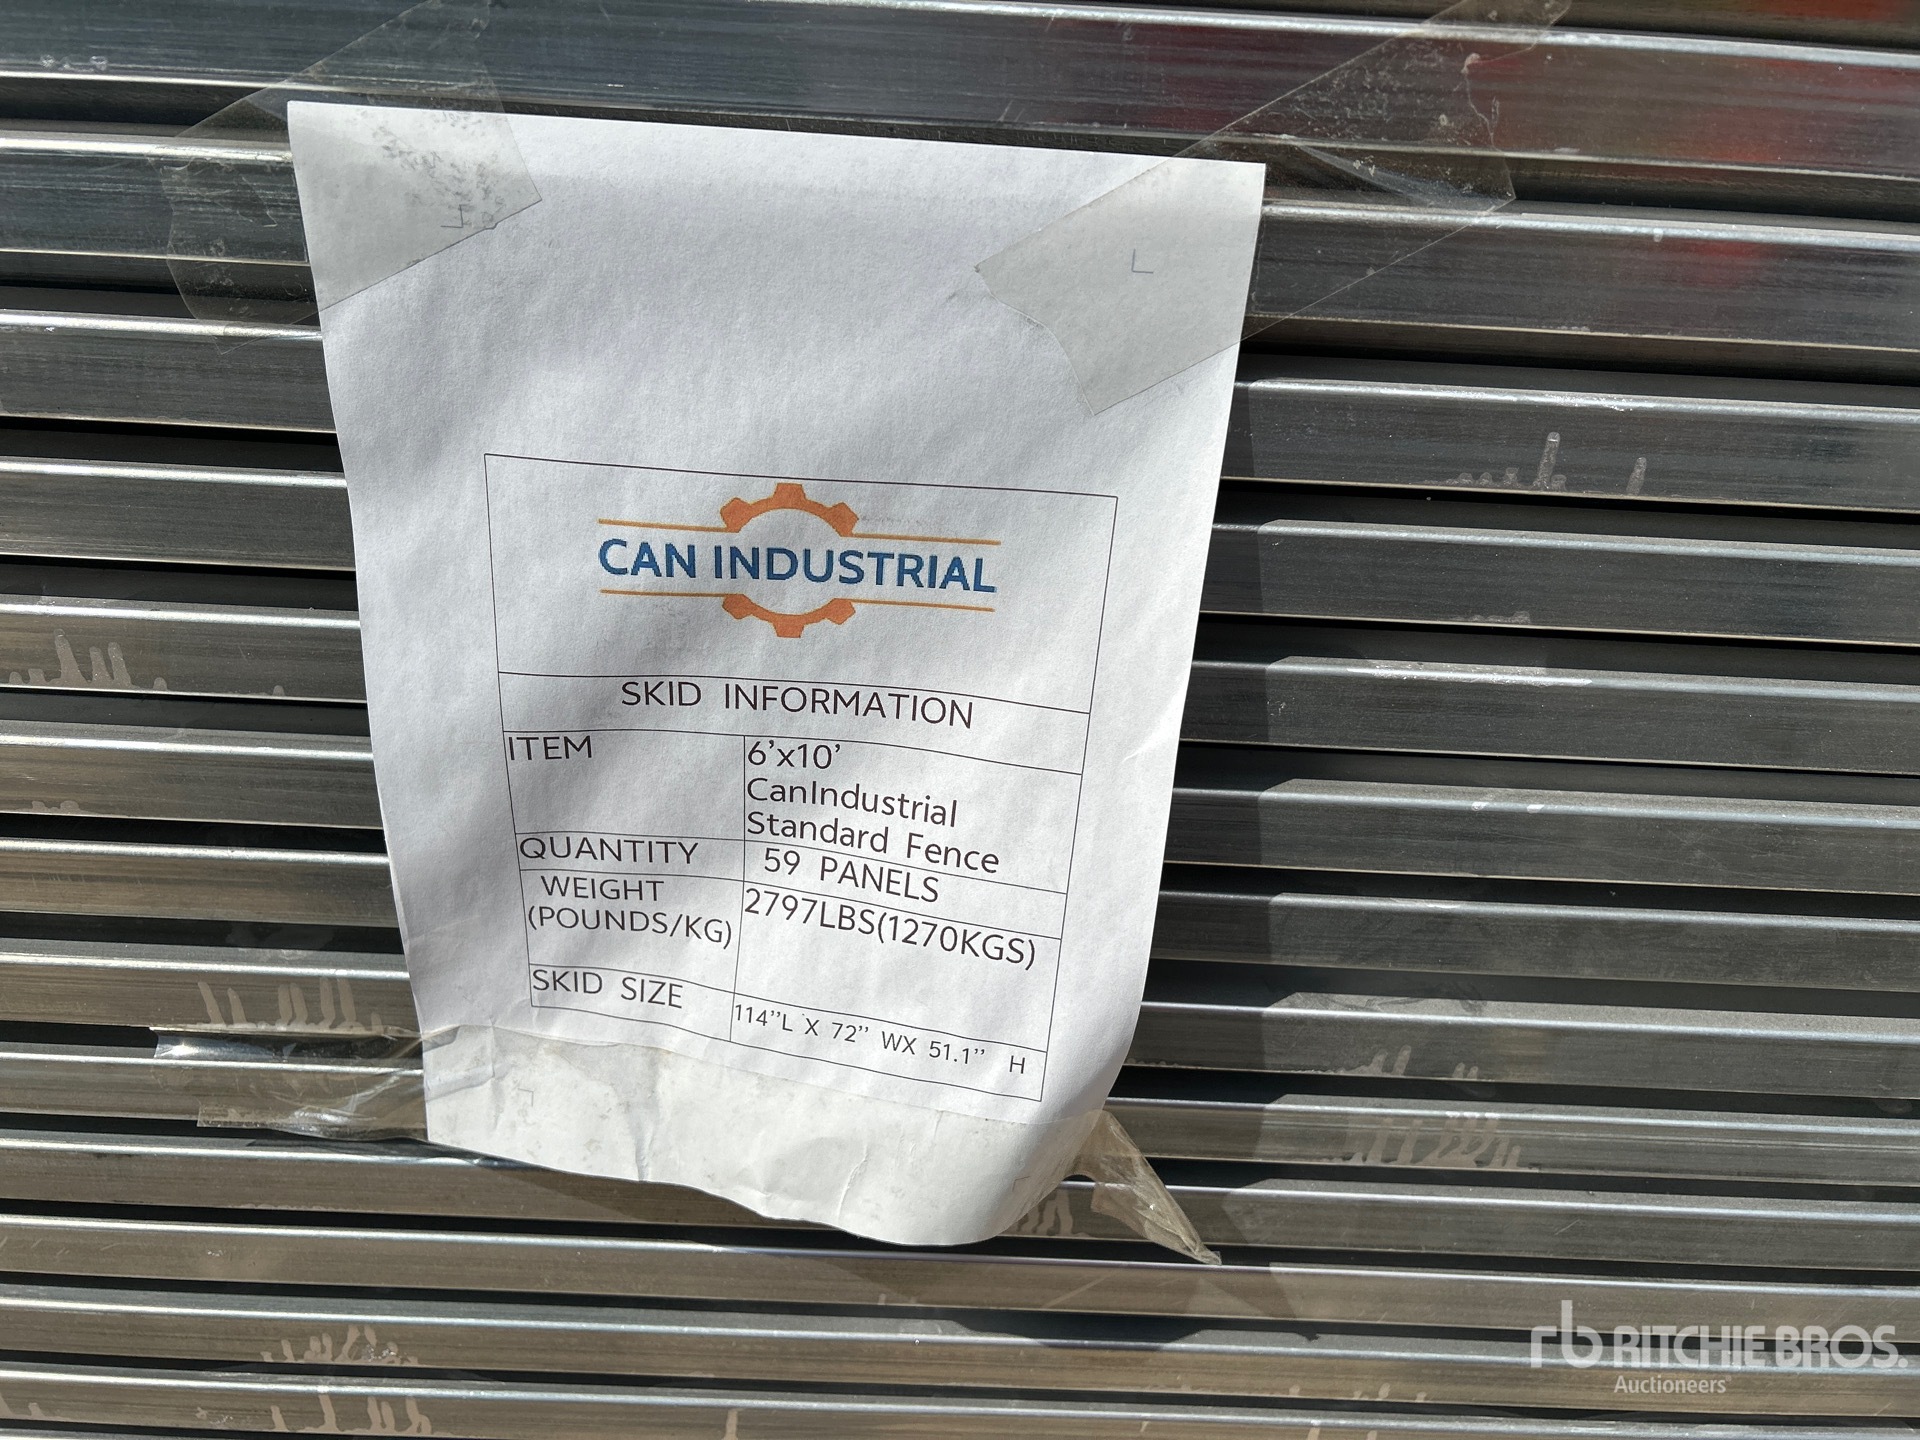 CAN INDUSTRIAL
SKID INFORMATION
ITEM
6’x10’
CanIndustrial
Standard Fence
QUANTITY
59 PANELS
WEIGHT
(POUNDS/KG)
2797LBS(1270KGS)
SKID SIZE
114’’L X 72’’ WX 51.1’’ H
rb RITCHIE BROS.
Auctioneers